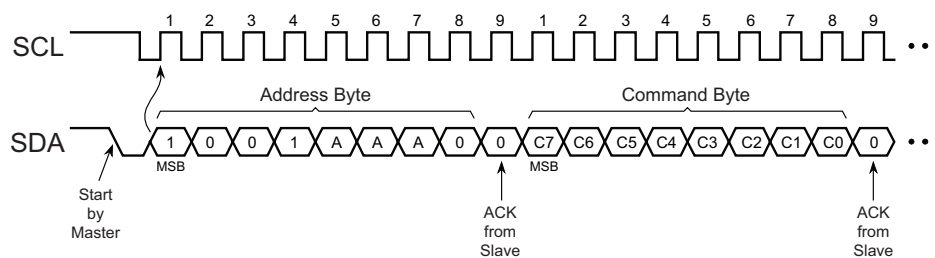 1 2 3 4 5 6 7 8 9 1 2 3 4 5 6 7 8 9
SCL
Address Byte Command Byte
SDA 1 0 0 1 A A A 0 0 C7 C6 C5 C4 C3 C2 C1 C0 0
MSB MSB
Start
by
Master
ACK
from
Slave
ACK
from
Slave